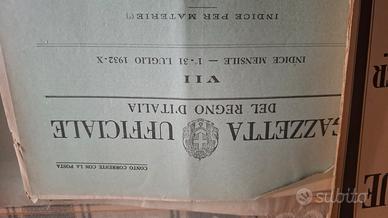 CONTO CORRENTE CON LA POSTA
GAZZETTA UFFICIALE
DEL REGNO D'ITALIA
VII
INDICE MENSILE — 1°-31 LUGLIO 1932-X
INDICE PER MATERIE(*)
subito